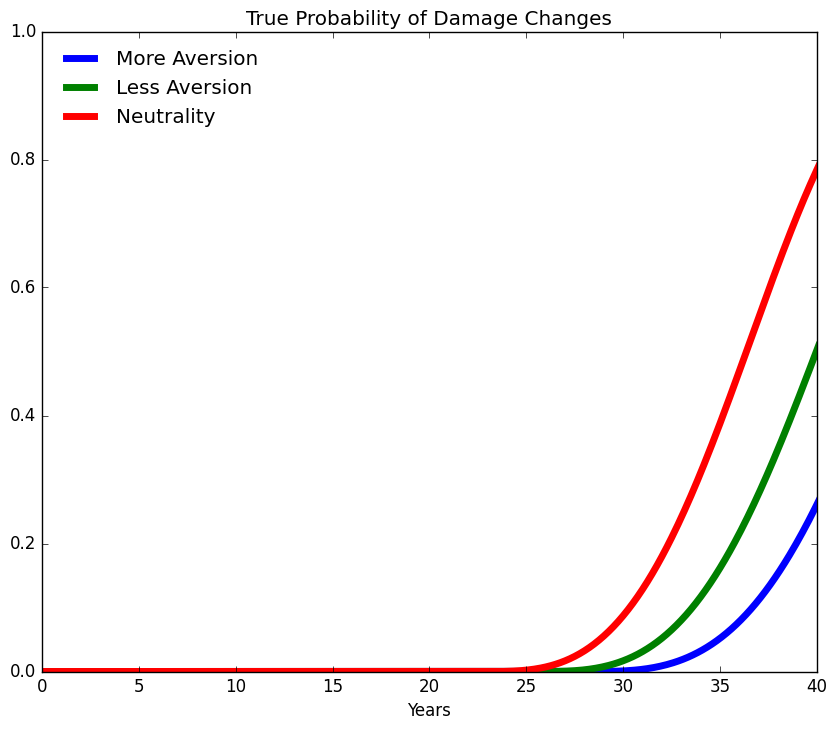 True Probability of Damage Changes
1.0
0.8
0.6
0.4
0.2
0.0
More Aversion
Less Aversion
Neutrality
0 5 10 15 20 25 30 35 40
Years